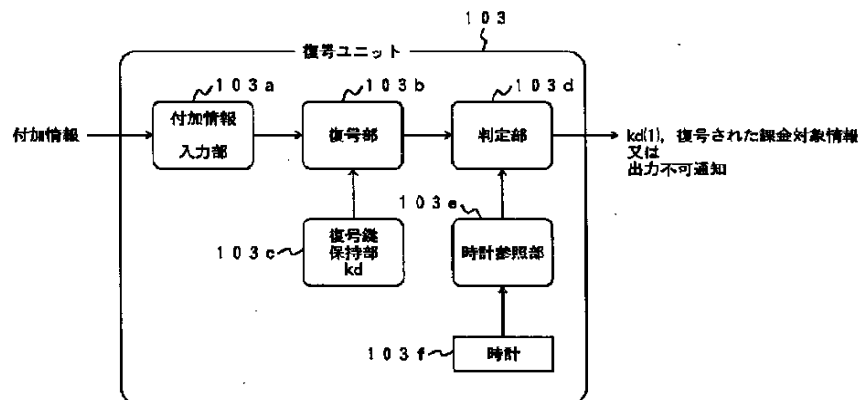 103
復号ユニット
103a
103b
103d
付加情報
付加情報
入力部
復号部
判定部
kd(1), 復号された課金対象情報
又は
出力不可通知
103c
復号鍵
保持部
kd
103e
時計参照部
103f
時計